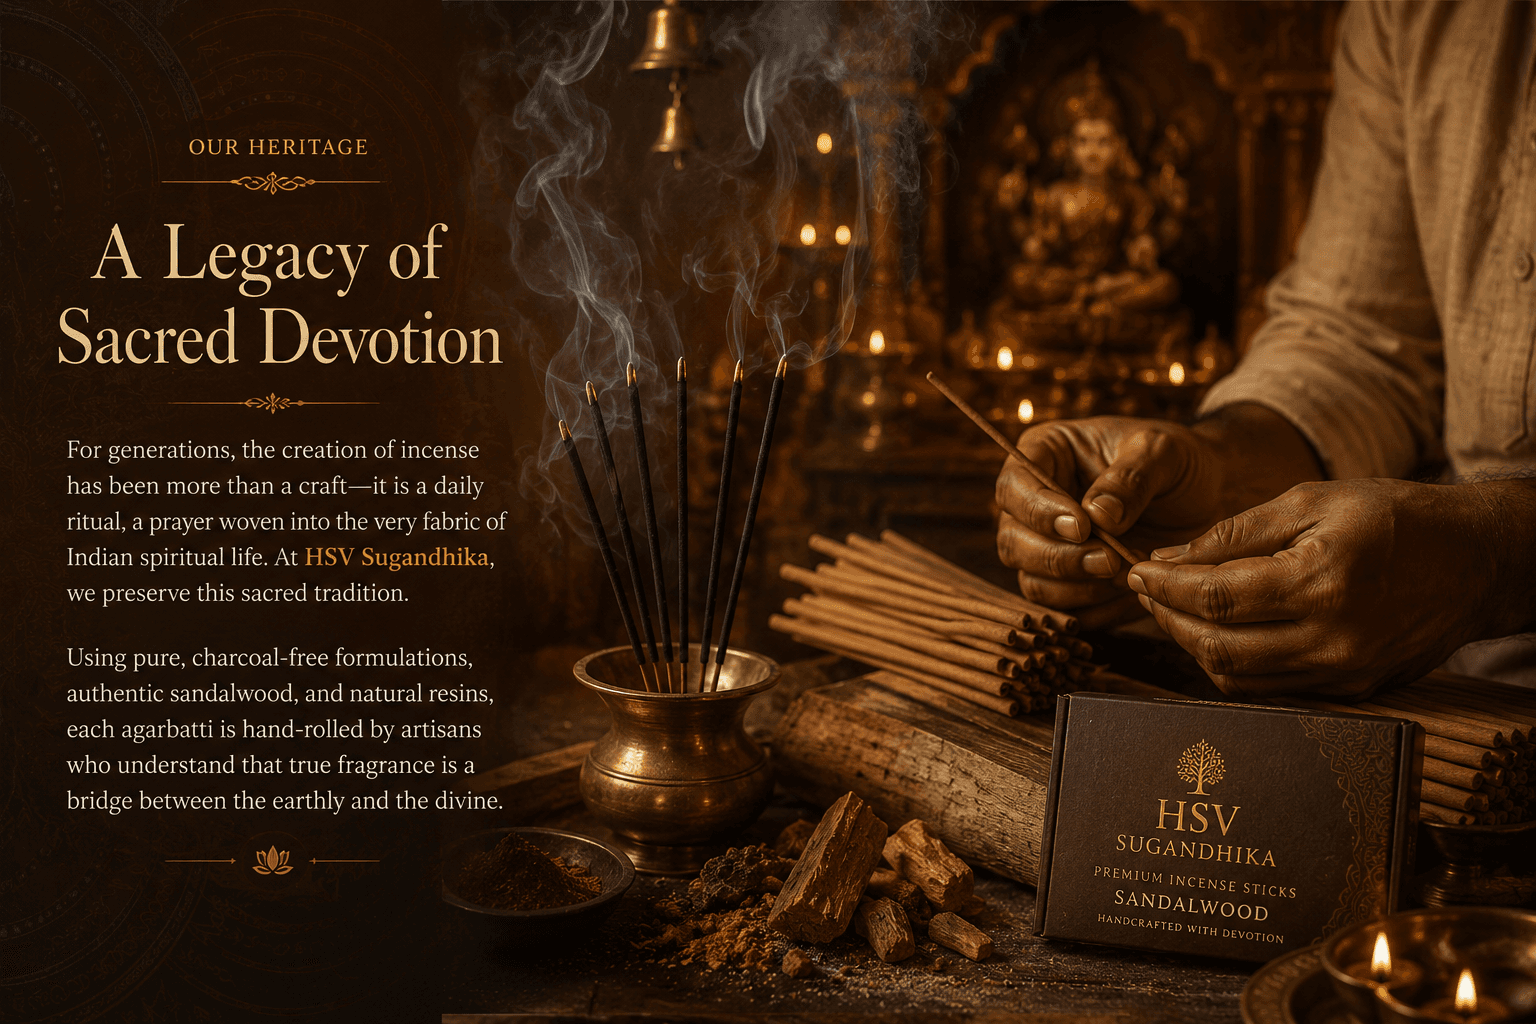 OUR HERITAGE
A Legacy of
Sacred Devotion
For generations, the creation of incense
has been more than a craft—it is a daily
ritual, a prayer woven into the very fabric of
Indian spiritual life. At HSV Sugandhika,
we preserve this sacred tradition.
Using pure, charcoal-free formulations,
authentic sandalwood, and natural resins,
each agarbatti is hand-rolled by artisans
who understand that true fragrance is a
bridge between the earthly and the divine.
HSV
SUGANDHIKA
PREMIUM INCENSE STICKS
SANDALWOOD
HANDCRAFTED WITH DEVOTION